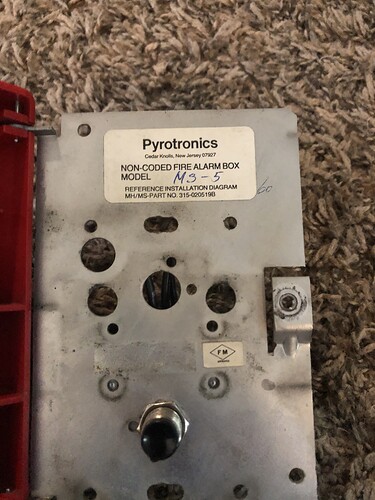 Pyrotronics
Cedar Knolls, New Jersey 07927
NON-CODED FIRE ALARM BOX
MODEL M3-5
REFERENCE INSTALLATION DIAGRAM
MH/MS-PART NO. 315-020519B
60
FM